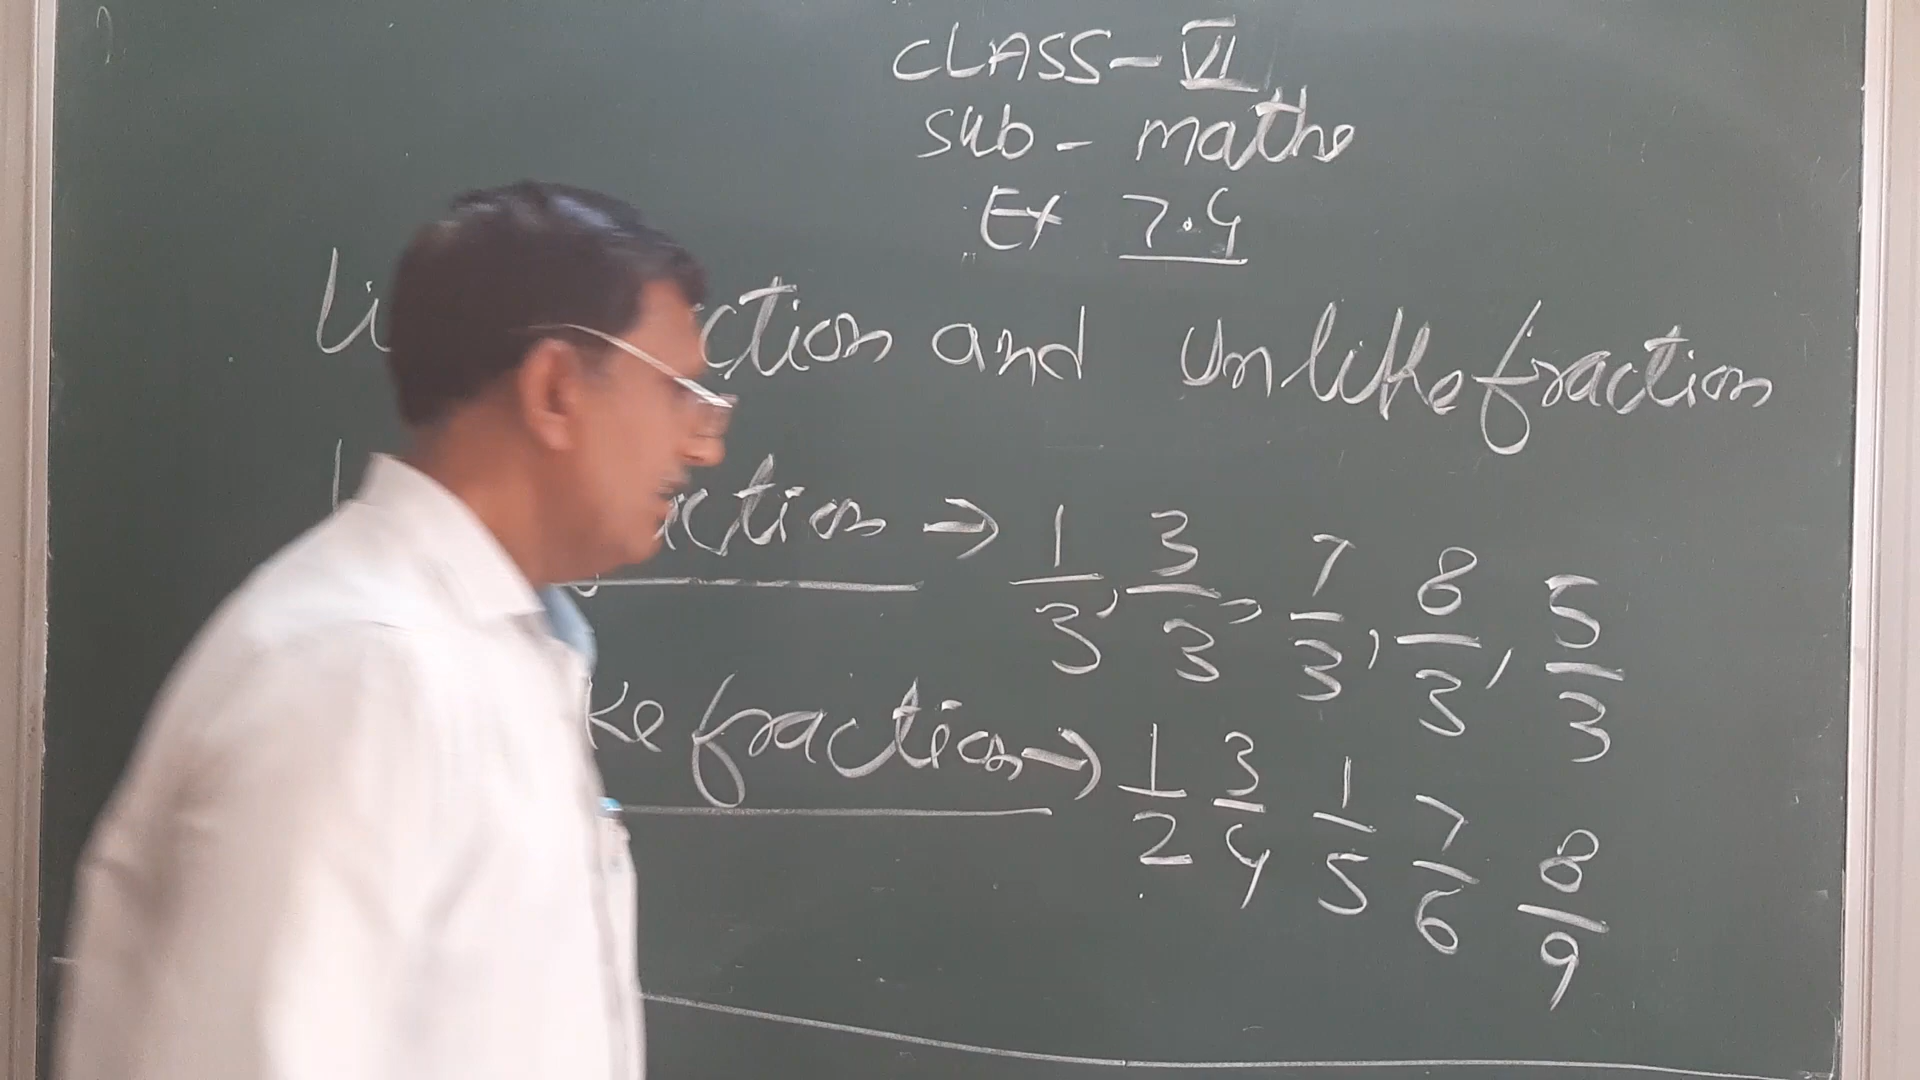 CLASS-VI
Sub - maths
Ex 7.4
ction and Unlike fraction
ction → 1/3, 3/3, 7/3, 8/3, 5/3
ke fraction → 1/2 3/4 1/5 7/6 8/9